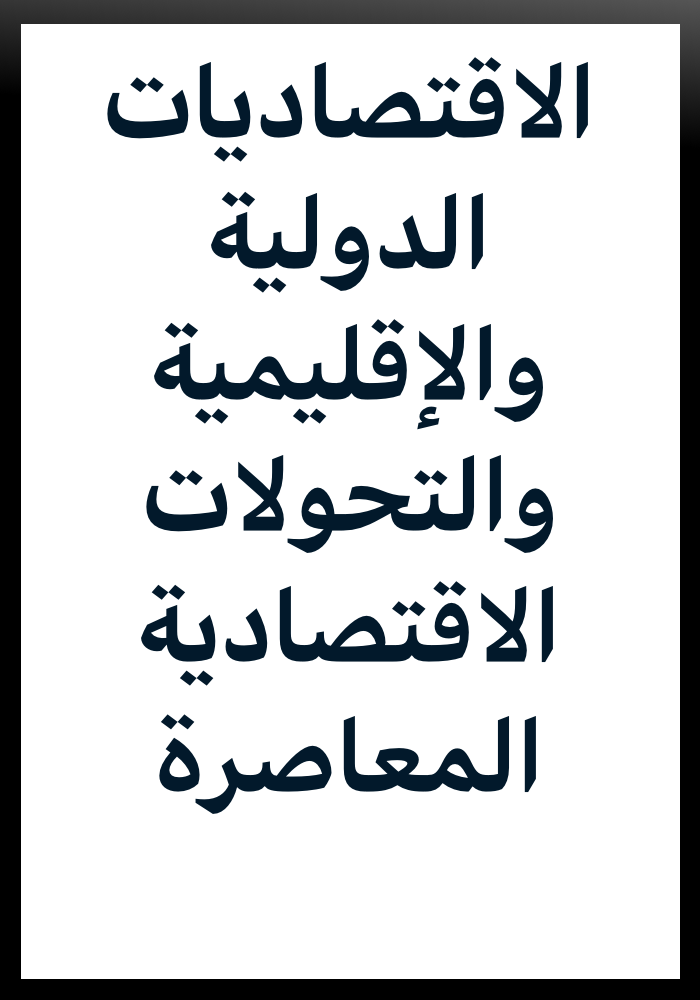 الاقتصاديات
الدولية
والإقليمية
والتحولات
الاقتصادية
المعاصرة